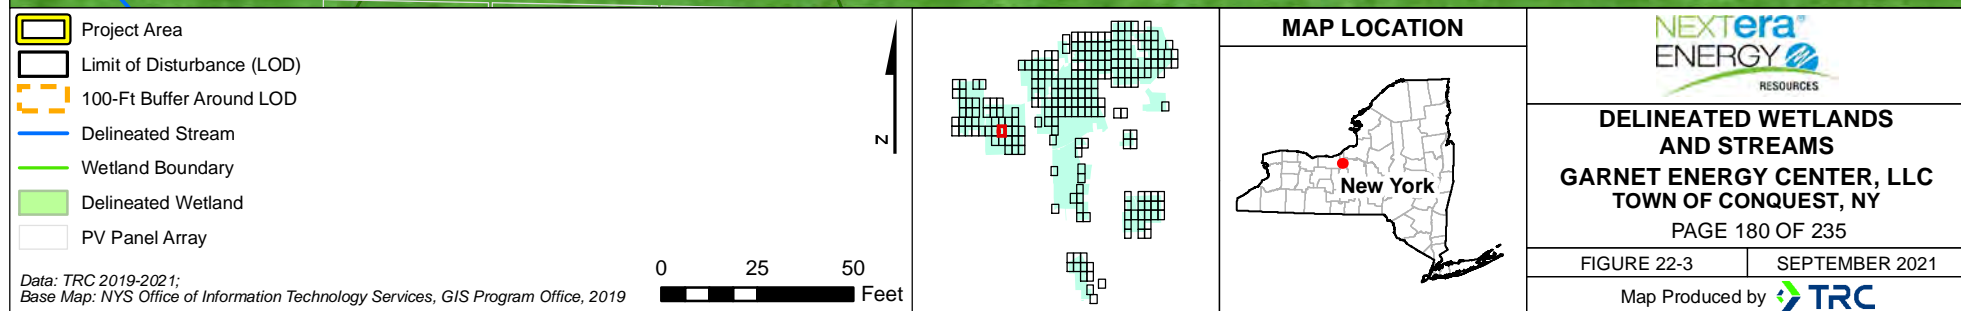 Project Area
Limit of Disturbance (LOD)
100-Ft Buffer Around LOD
Delineated Stream
Wetland Boundary
Delineated Wetland
PV Panel Array
Data: TRC 2019-2021;
Base Map: NYS Office of Information Technology Services, GIS Program Office, 2019
N
0 25 50
Feet
MAP LOCATION
New York
NEXTera
ENERGY
RESOURCES
DELINEATED WETLANDS
AND STREAMS
GARNET ENERGY CENTER, LLC
TOWN OF CONQUEST, NY
PAGE 180 OF 235
FIGURE 22-3 SEPTEMBER 2021
Map Produced by TRC